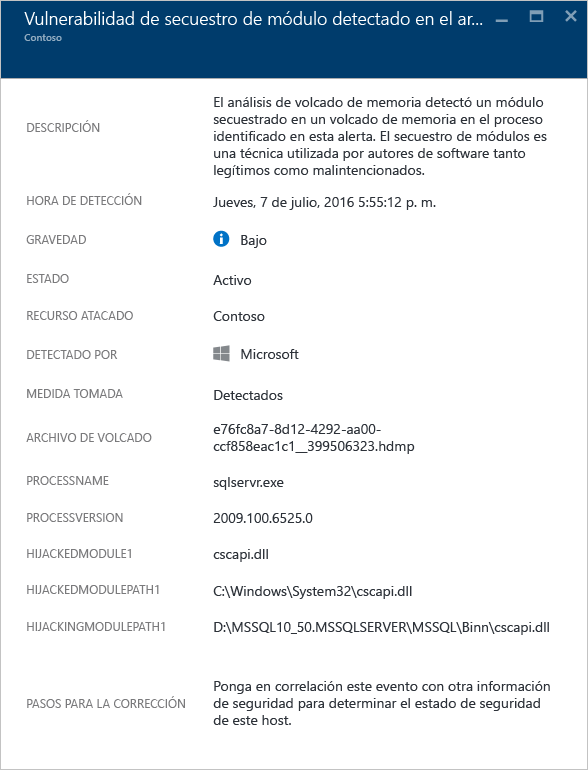 Vulnerabilidad de secuestro de módulo detectado en el ar...
Contoso
DESCRIPCIÓN
El análisis de volcado de memoria detectó un módulo
secuestrado en un volcado de memoria en el proceso
identificado en esta alerta. El secuestro de módulos es
una técnica utilizada por autores de software tanto
legítimos como malintencionados.
HORA DE DETECCIÓN
Jueves, 7 de julio, 2016 5:55:12 p. m.
GRAVEDAD
Bajo
ESTADO
Activo
RECURSO ATACADO
Contoso
DETECTADO POR
Microsoft
MEDIDA TOMADA
Detectados
ARCHIVO DE VOLCADO
e76fc8a7-8d12-4292-aa00-
ccf858eac1c1__399506323.hdmp
PROCESSNAME
sqlservr.exe
PROCESSVERSION
2009.100.6525.0
HIJACKEDMODULE1
cscapi.dll
HIJACKEDMODULEPATH1
C:\Windows\System32\cscapi.dll
HIJACKINGMODULEPATH1
D:\MSSQL10_50.MSSQLSERVER\MSSQL\Binn\cscapi.dll
PASOS PARA LA CORRECCIÓN
Ponga en correlación este evento con otra información
de seguridad para determinar el estado de seguridad
de este host.